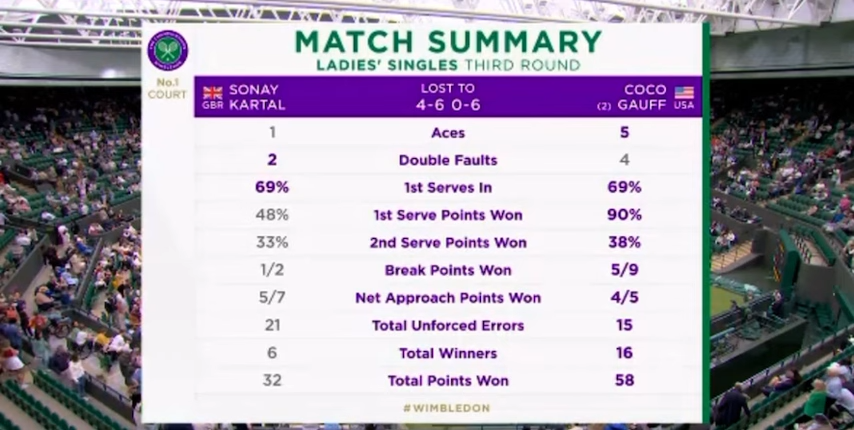 MATCH SUMMARY
LADIES' SINGLES THIRD ROUND
No.1
COURT
GBR SONAY KARTAL
LOST TO
4-6 0-6
COCO
(2) GAUFF USA
1 Aces 5
2 Double Faults 4
69% 1st Serves In 69%
48% 1st Serve Points Won 90%
33% 2nd Serve Points Won 38%
1/2 Break Points Won 5/9
5/7 Net Approach Points Won 4/5
21 Total Unforced Errors 15
6 Total Winners 16
32 Total Points Won 58
#WIMBLEDON